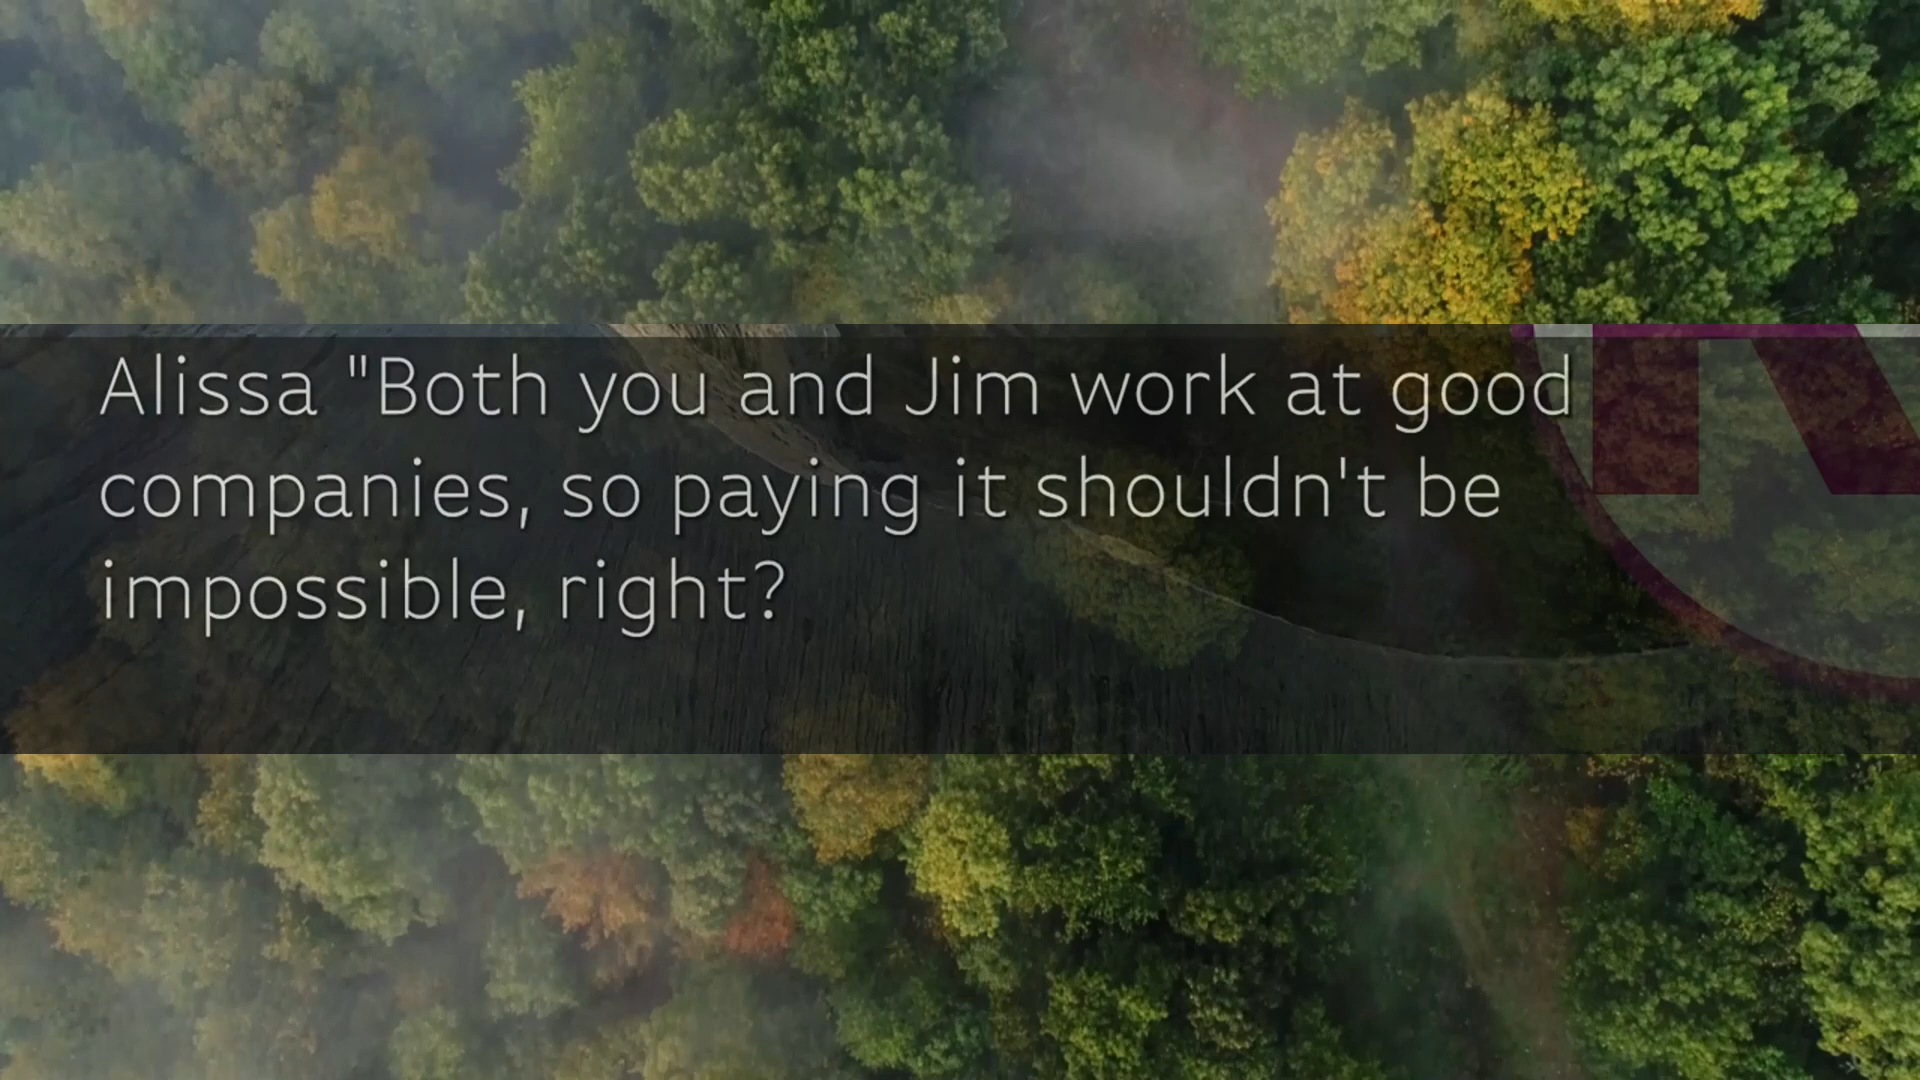 Alissa "Both you and Jim work at good
companies, so paying it shouldn't be
impossible, right?